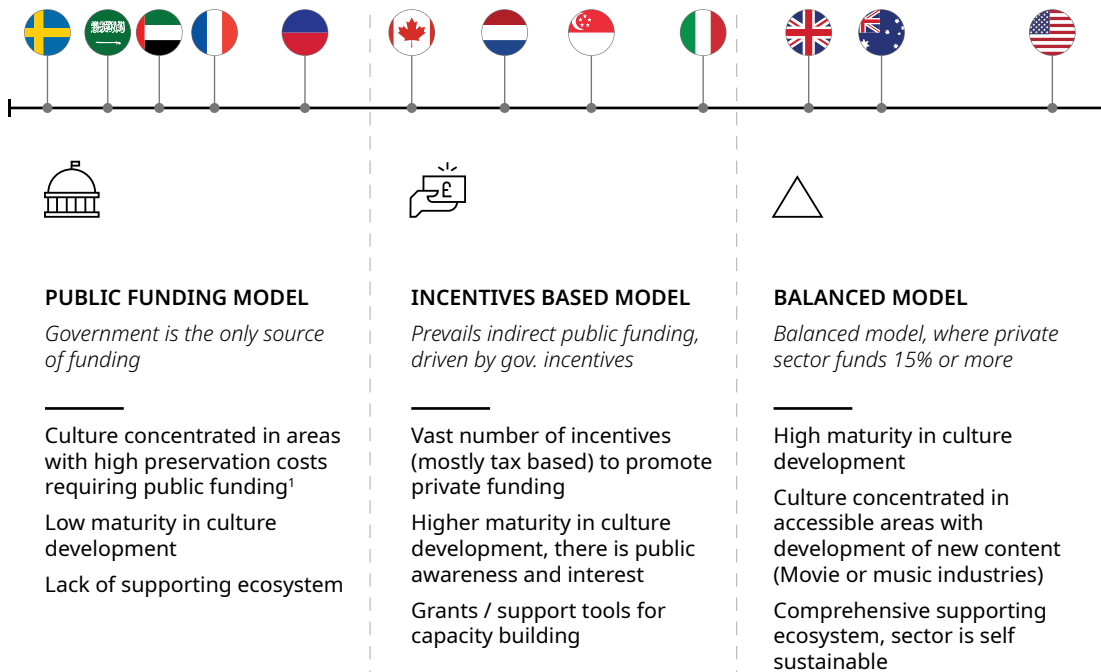 £
PUBLIC FUNDING MODEL
Government is the only source
of funding
Culture concentrated in areas
with high preservation costs
requiring public funding¹
Low maturity in culture
development
Lack of supporting ecosystem
INCENTIVES BASED MODEL
Prevails indirect public funding,
driven by gov. incentives
Vast number of incentives
(mostly tax based) to promote
private funding
Higher maturity in culture
development, there is public
awareness and interest
Grants / support tools for
capacity building
BALANCED MODEL
Balanced model, where private
sector funds 15% or more
High maturity in culture
development
Culture concentrated in
accessible areas with
development of new content
(Movie or music industries)
Comprehensive supporting
ecosystem, sector is self
sustainable